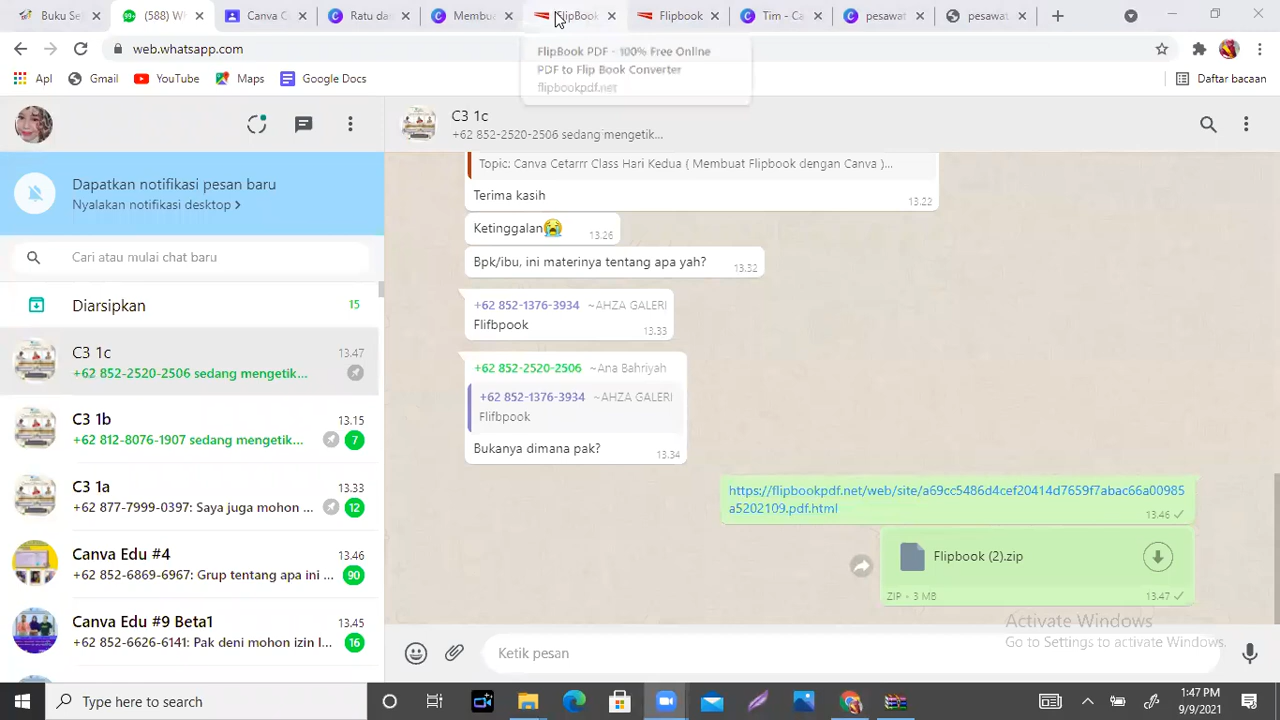 Buku Se
(588) W
Canva C
Ratu da
Membua
FlipBook
Flipbook
Tim - Ca
pesawat
pesawat
web.whatsapp.com
FlipBook PDF - 100% Free Online
PDF to Flip Book Converter
flipbookpdf.net
Apl
Gmail
YouTube
Maps
Google Docs
Daftar bacaan
C3 1c
+62 852-2520-2506 sedang mengetik...
Dapatkan notifikasi pesan baru
Nyalakan notifikasi desktop >
Cari atau mulai chat baru
Diarsipkan
15
C3 1c
13.47
+62 852-2520-2506 sedang mengetik...
C3 1b
13.15
+62 812-8076-1907 sedang mengetik...
7
C3 1a
13.33
+62 877-7999-0397: Saya juga mohon ...
12
Canva Edu #4
13.46
+62 852-6869-6967: Grup tentang apa ini ...
90
Canva Edu #9 Beta1
13.45
+62 852-6626-6141: Pak deni mohon izin l...
16
Topic: Canva Cetarrr Class Hari Kedua ( Membuat Flipbook dengan Canva )...
Terima kasih
13.22
Ketinggalan😭
13.26
Bpk/ibu, ini materinya tentang apa yah?
13.32
+62 852-1376-3934 ~AHZA GALERI
Flifbpook
13.33
+62 852-2520-2506 ~Ana Bahriyah
+62 852-1376-3934 ~AHZA GALERI
Flifbpook
Bukanya dimana pak?
13.34
https://flipbookpdf.net/web/site/a69cc5486d4cef20414d7659f7abac66a00985
a5202109.pdf.html
13.46
Flipbook (2).zip
ZIP • 3 MB
13.47
Ketik pesan
Activate Windows
Go to Settings to activate Windows.
Type here to search
1:47 PM
9/9/2021